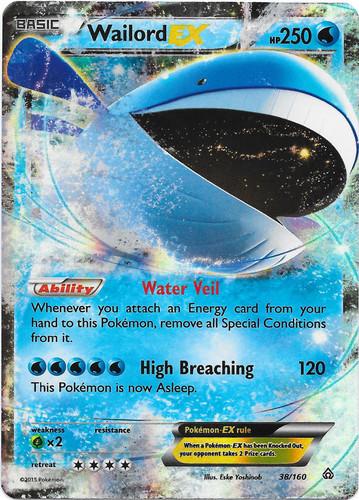 BASIC
Wailord EX
HP250
Ability
Water Veil
Whenever you attach an Energy card from your
hand to this Pokémon, remove all Special Conditions
from it.
High Breaching 120
This Pokémon is now Asleep.
weakness resistance
×2
retreat
Pokémon-EX rule
When a Pokémon-EX has been Knocked Out,
your opponent takes 2 Prize cards.
©2015 Pokémon
Illus. Eske Yoshinob
38/160